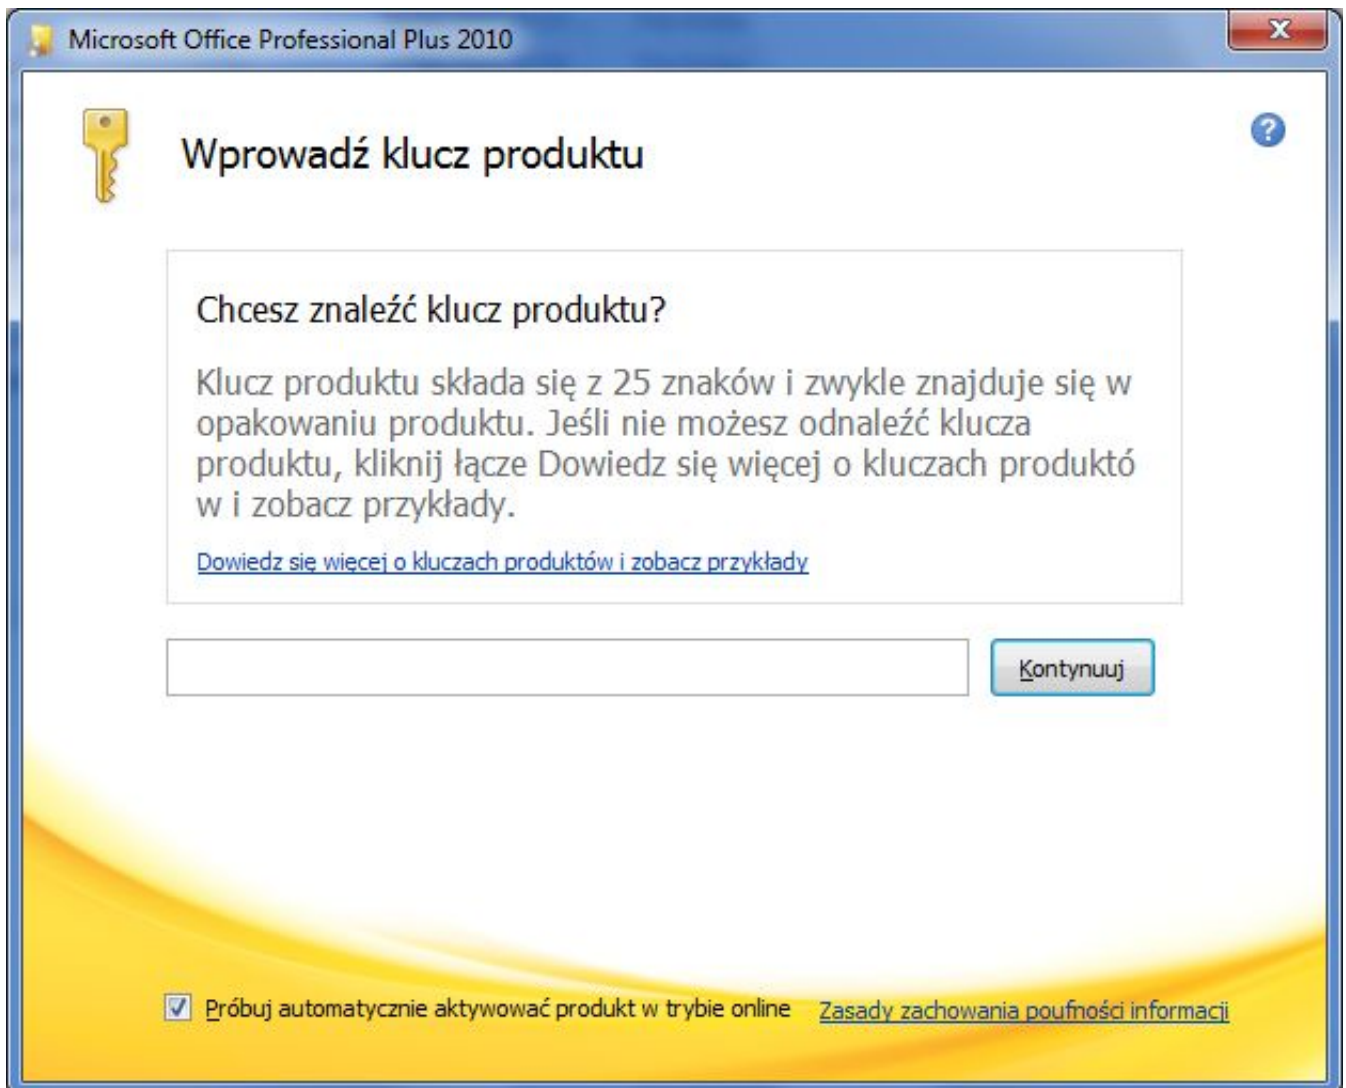 Microsoft Office Professional Plus 2010
Wprowadź klucz produktu
Chcesz znaleźć klucz produktu?
Klucz produktu składa się z 25 znaków i zwykle znajduje się w
opakowaniu produktu. Jeśli nie możesz odnaleźć klucza
produktu, kliknij łącze Dowiedz się więcej o kluczach produktó
w i zobacz przykłady.
Dowiedz się więcej o kluczach produktów i zobacz przykłady
Kontynuuj
Próbuj automatycznie aktywować produkt w trybie online Zasady zachowania poufności informacji